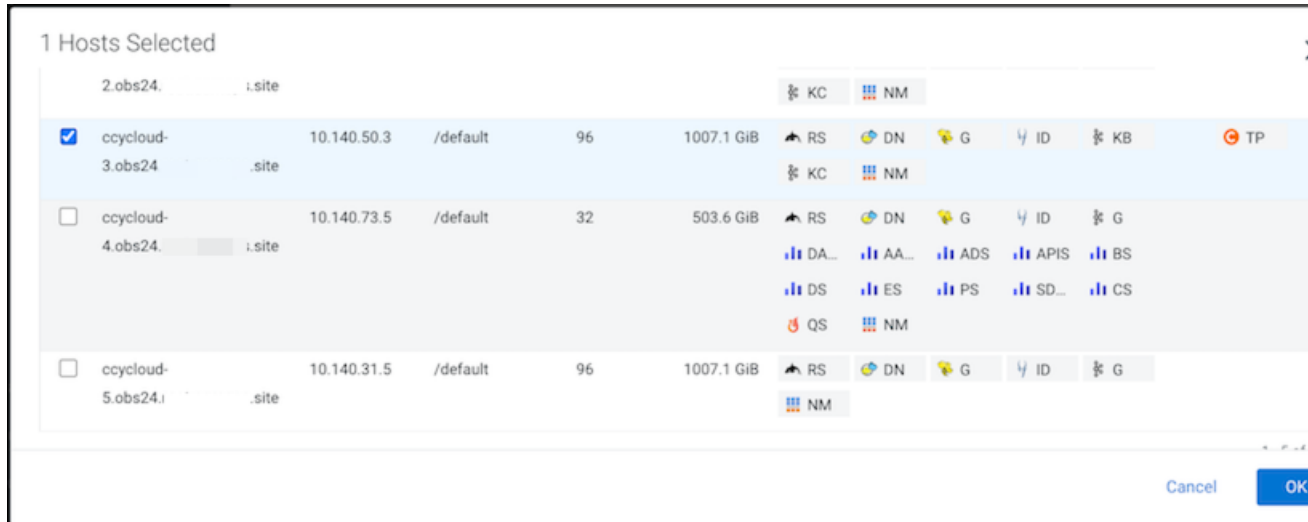 1 Hosts Selected
2.obs24. .site
KC NM
ccycloud- 10.140.50.3 /default 96 1007.1 GiB RS DN G ID KB TP
3.obs24 .site KC NM
ccycloud- 10.140.73.5 /default 32 503.6 GiB RS DN G ID G
4.obs24. .site DA... AA... ADS APIS BS
DS ES PS SD... CS
QS NM
ccycloud- 10.140.31.5 /default 96 1007.1 GiB RS DN G ID G
5.obs24. .site NM
Cancel OK